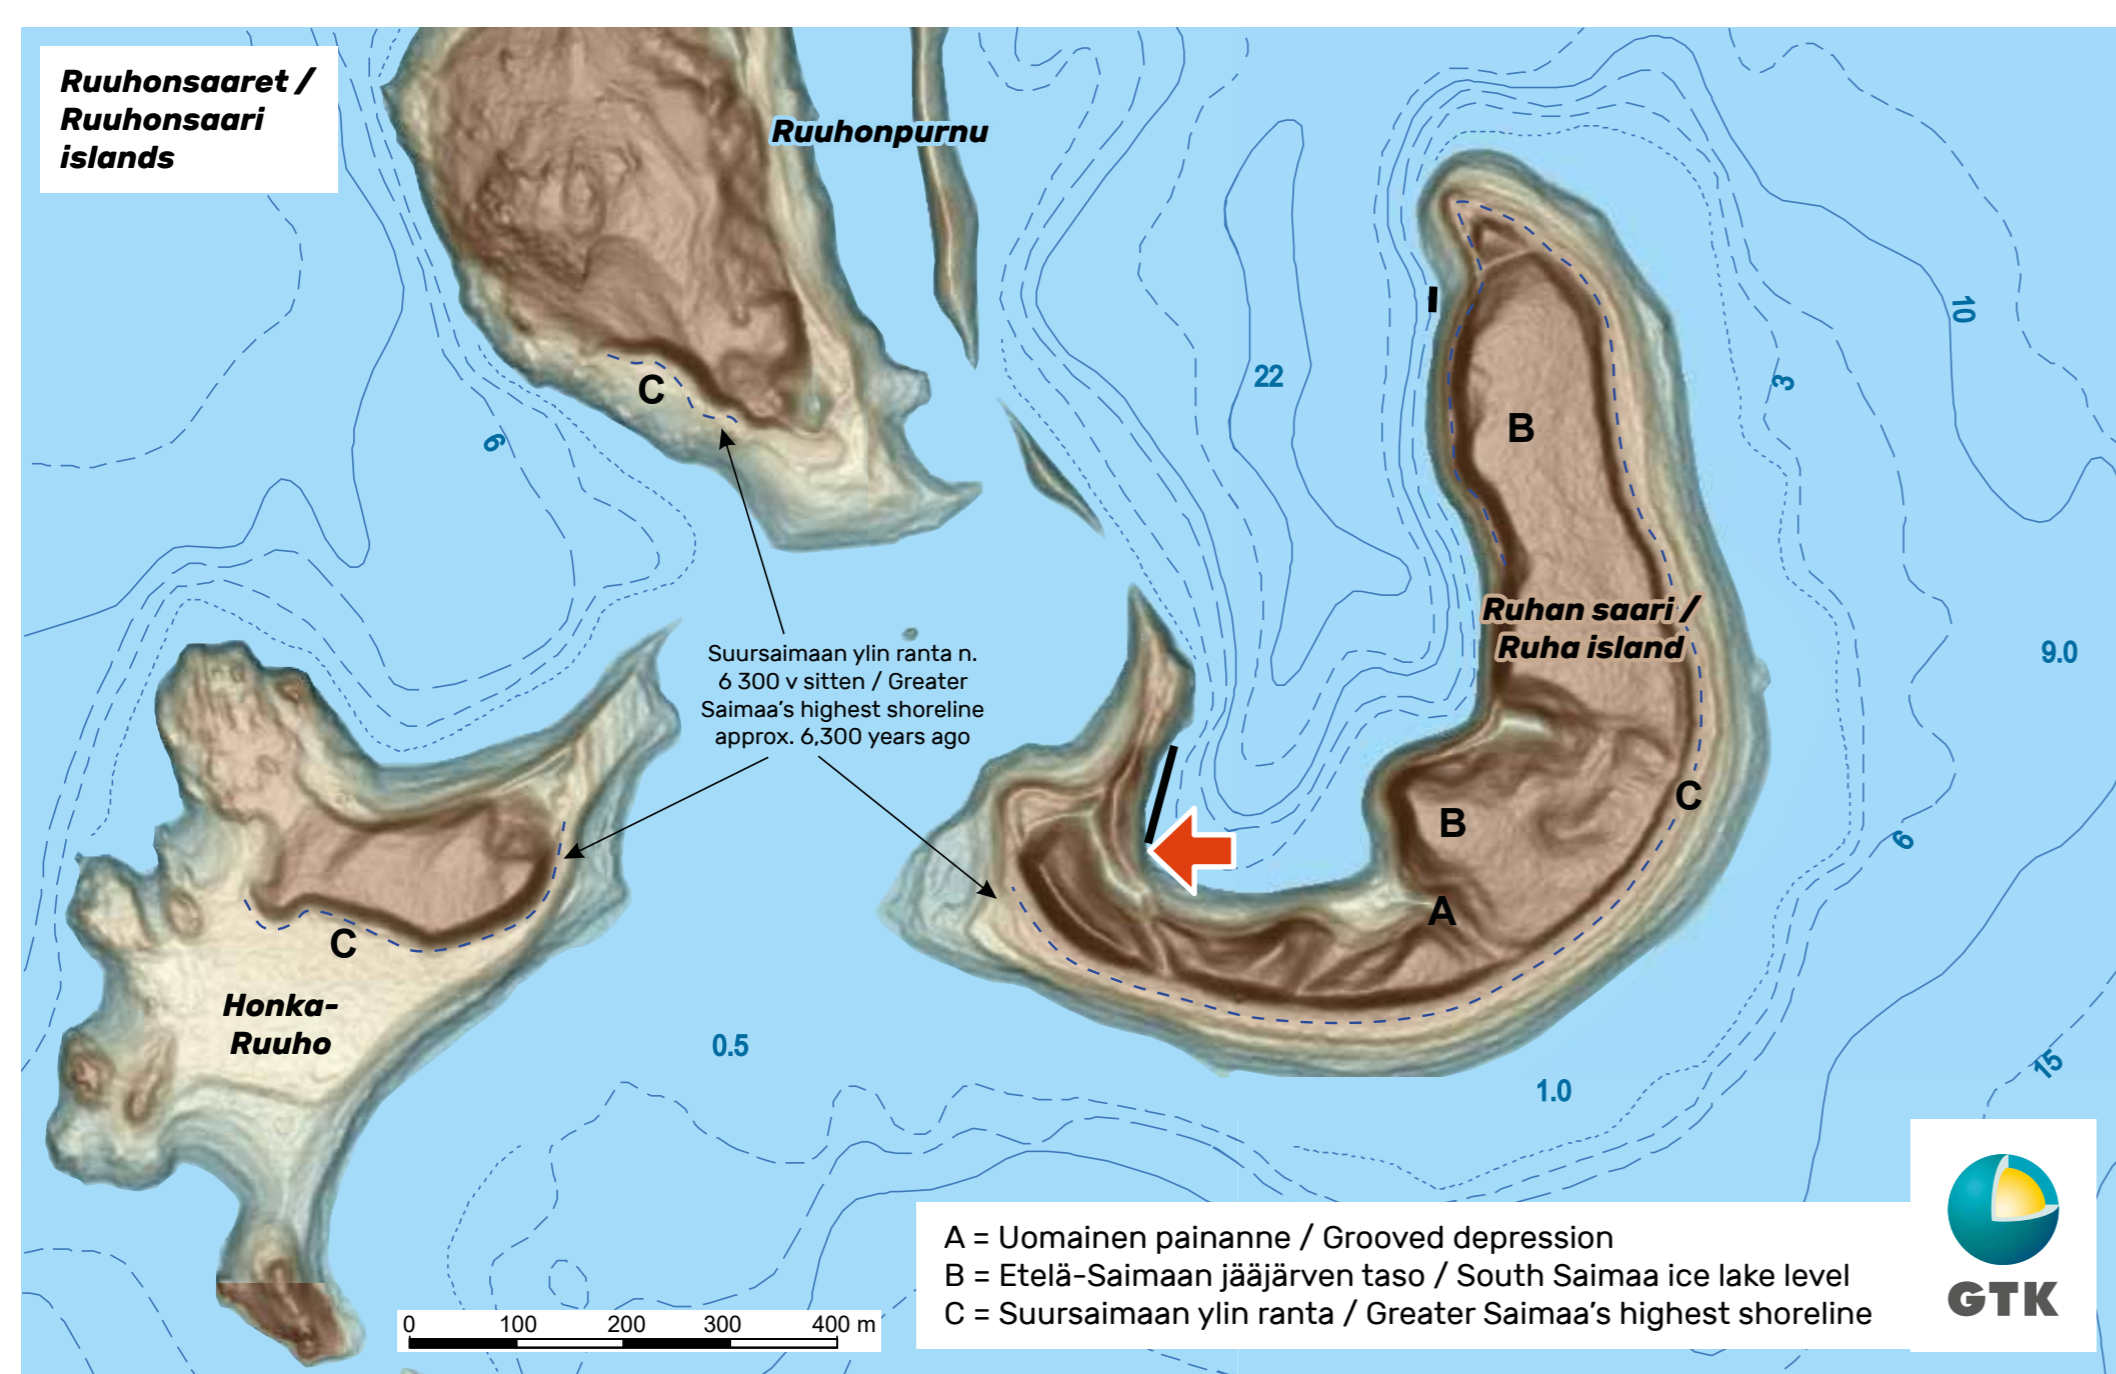 Ruuhonsaaret /
Ruuhonsaari
islands
Ruuhonpurnu
10
3
22
C
6
B
Ruhan saari /
Ruha island
9.0
Suursaimaan ylin ranta n.
6 300 v sitten / Greater
Saimaa's highest shoreline
approx. 6,300 years ago
C
B
6
A
C
Honka-
Ruuho
0.5
15
1.0
A = Uomainen painanne / Grooved depression
B = Etelä-Saimaan jääjärven taso / South Saimaa ice lake level
C = Suursaimaan ylin ranta / Greater Saimaa's highest shoreline
GTK
0 100 200 300 400 m